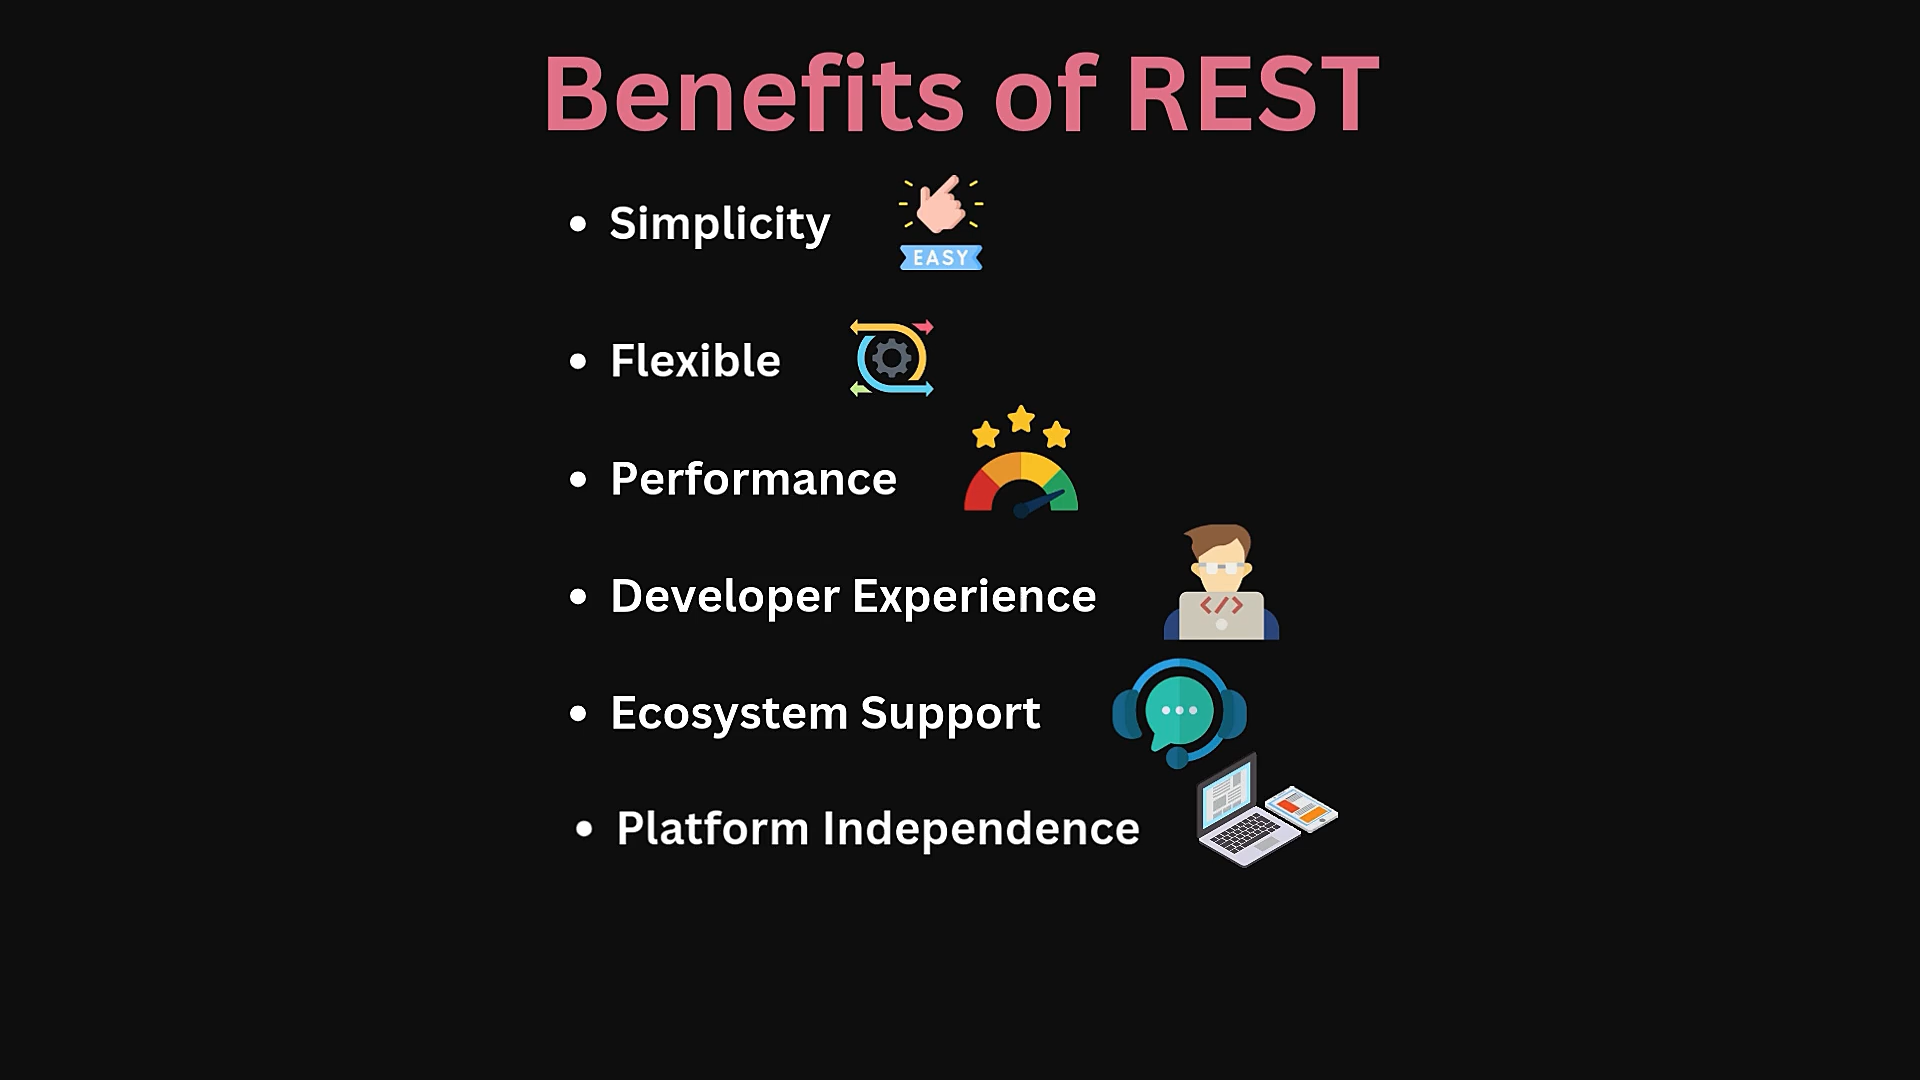 Benefits of REST
Simplicity
EASY
Flexible
Performance
Developer Experience
</>
Ecosystem Support
Platform Independence